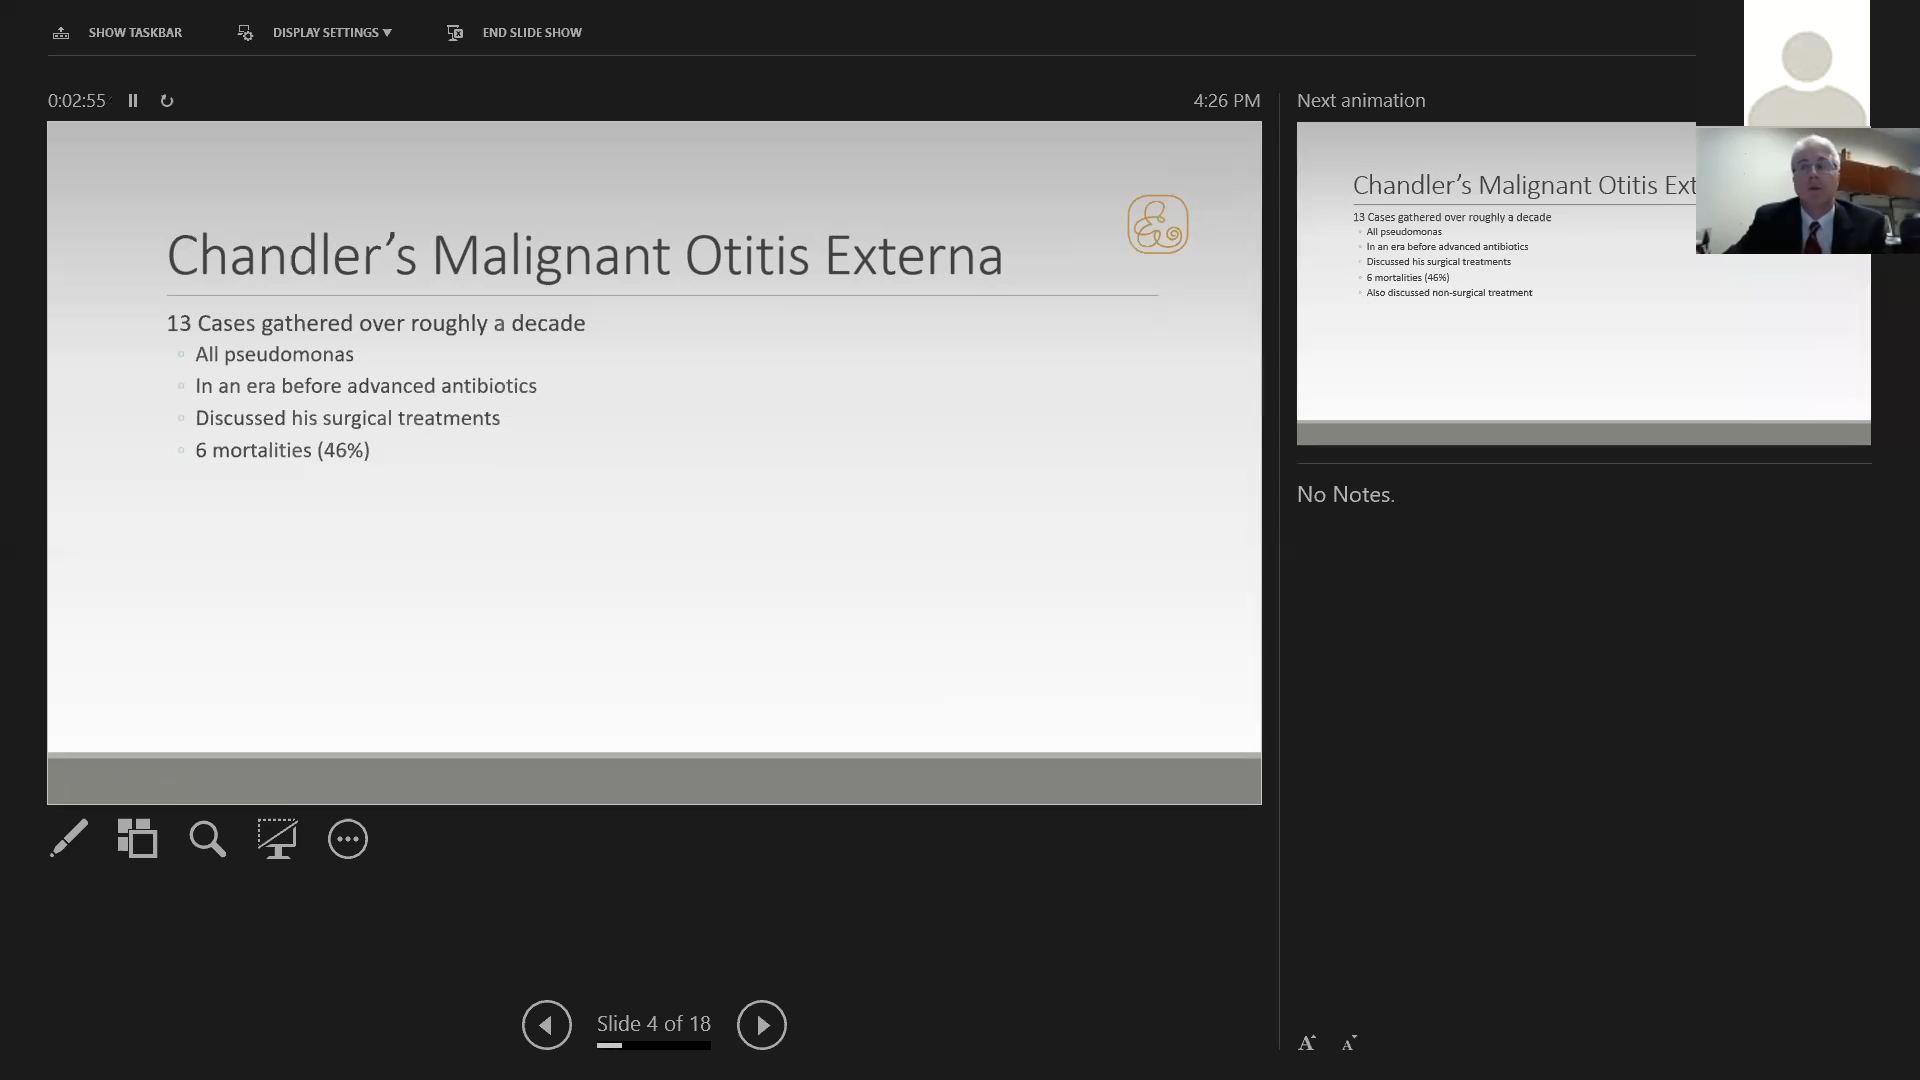 SHOW TASKBAR
DISPLAY SETTINGS
END SLIDE SHOW
0:02:55
4:26 PM
Chandler's Malignant Otitis Externa
13 Cases gathered over roughly a decade
All pseudomonas
In an era before advanced antibiotics
Discussed his surgical treatments
6 mortalities (46%)
Slide 4 of 18
Next animation
Chandler's Malignant Otitis Ext
13 Cases gathered over roughly a decade
All pseudomonas
In an era before advanced antibiotics
Discussed his surgical treatments
6 mortalities (46%)
Also discussed non-surgical treatment
No Notes.
A A